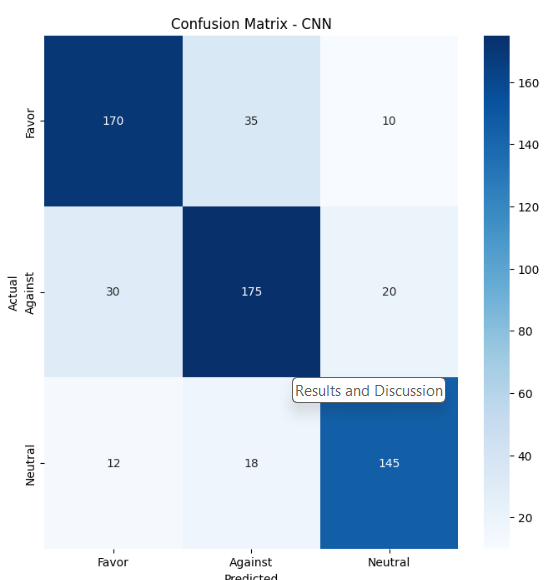 Confusion Matrix - CNN
Favor
170
35
10
160
140
120
Actual
Against
30
175
20
100
80
Results and Discussion
60
Neutral
12
18
145
40
20
Favor
Against
Neutral
Predicted